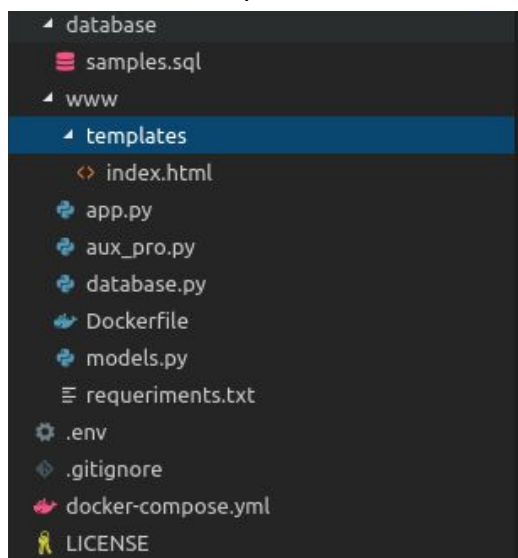 database
samples.sql
www
templates
index.html
app.py
aux_pro.py
database.py
Dockerfile
models.py
requeriments.txt
.env
.gitignore
docker-compose.yml
LICENSE